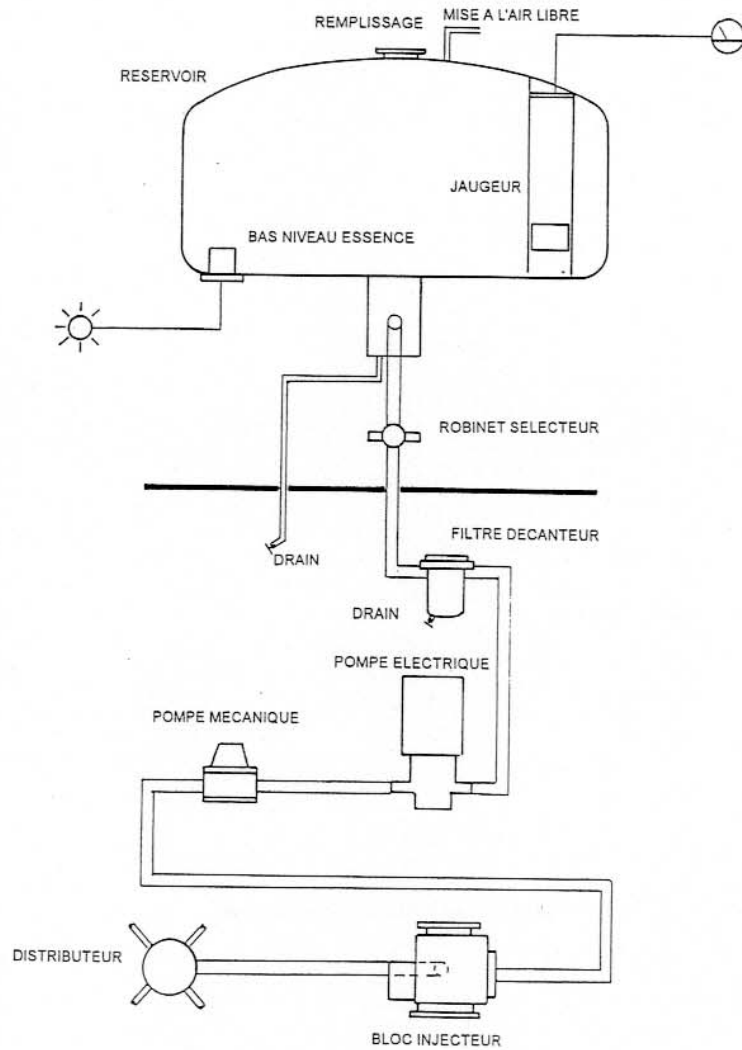 MISE A L'AIR LIBRE
REMPLISSAGE
RESERVOIR
JAUGEUR
BAS NIVEAU ESSENCE
ROBINET SELECTEUR
FILTRE DECANTEUR
DRAIN
DRAIN
POMPE ELECTRIQUE
POMPE MECANIQUE
DISTRIBUTEUR
BLOC INJECTEUR